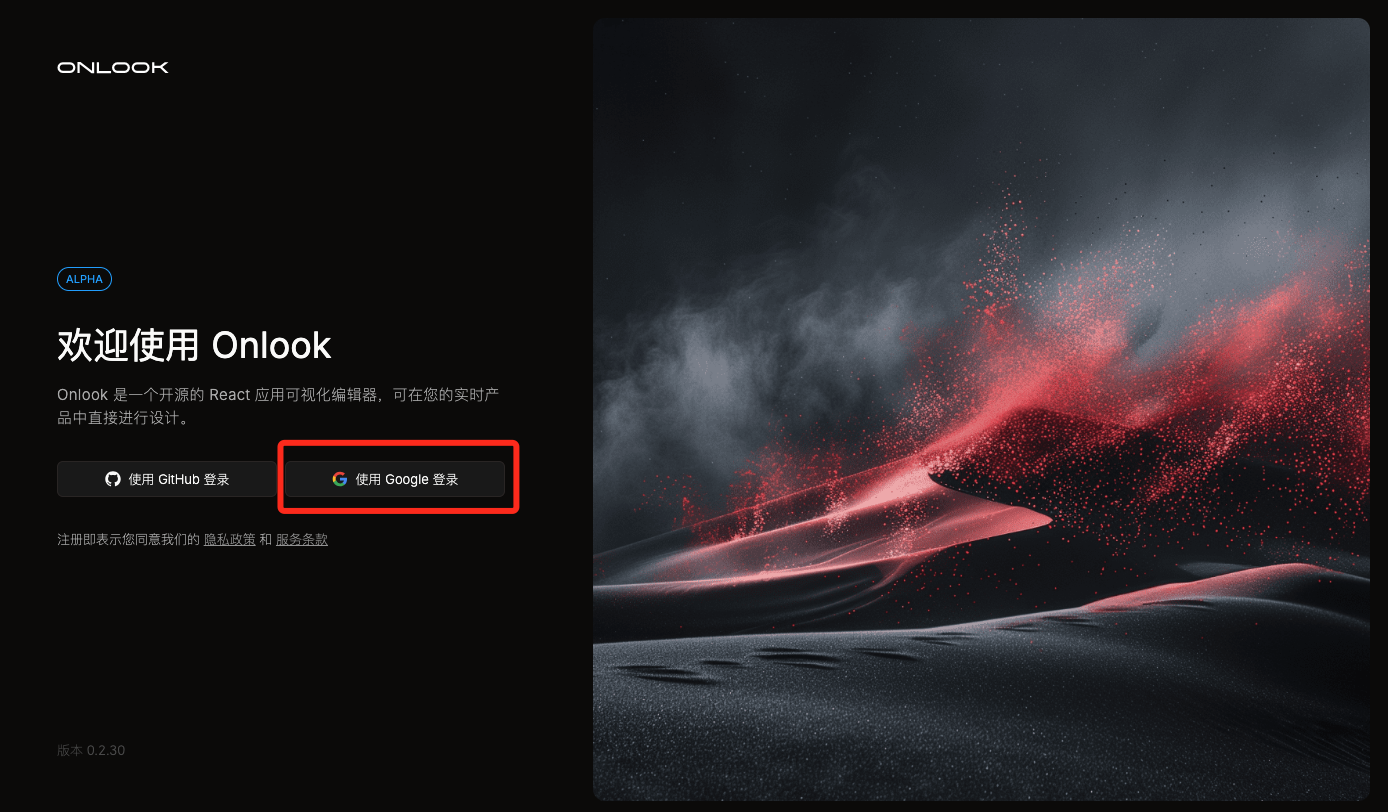 ONLOOK
ALPHA
欢迎使用 Onlook
Onlook 是一个开源的 React 应用可视化编辑器，可在您的实时产
品中直接进行设计。
使用 GitHub 登录
使用 Google 登录
注册即表示您同意我们的 隐私政策 和 服务条款
版本 0.2.30